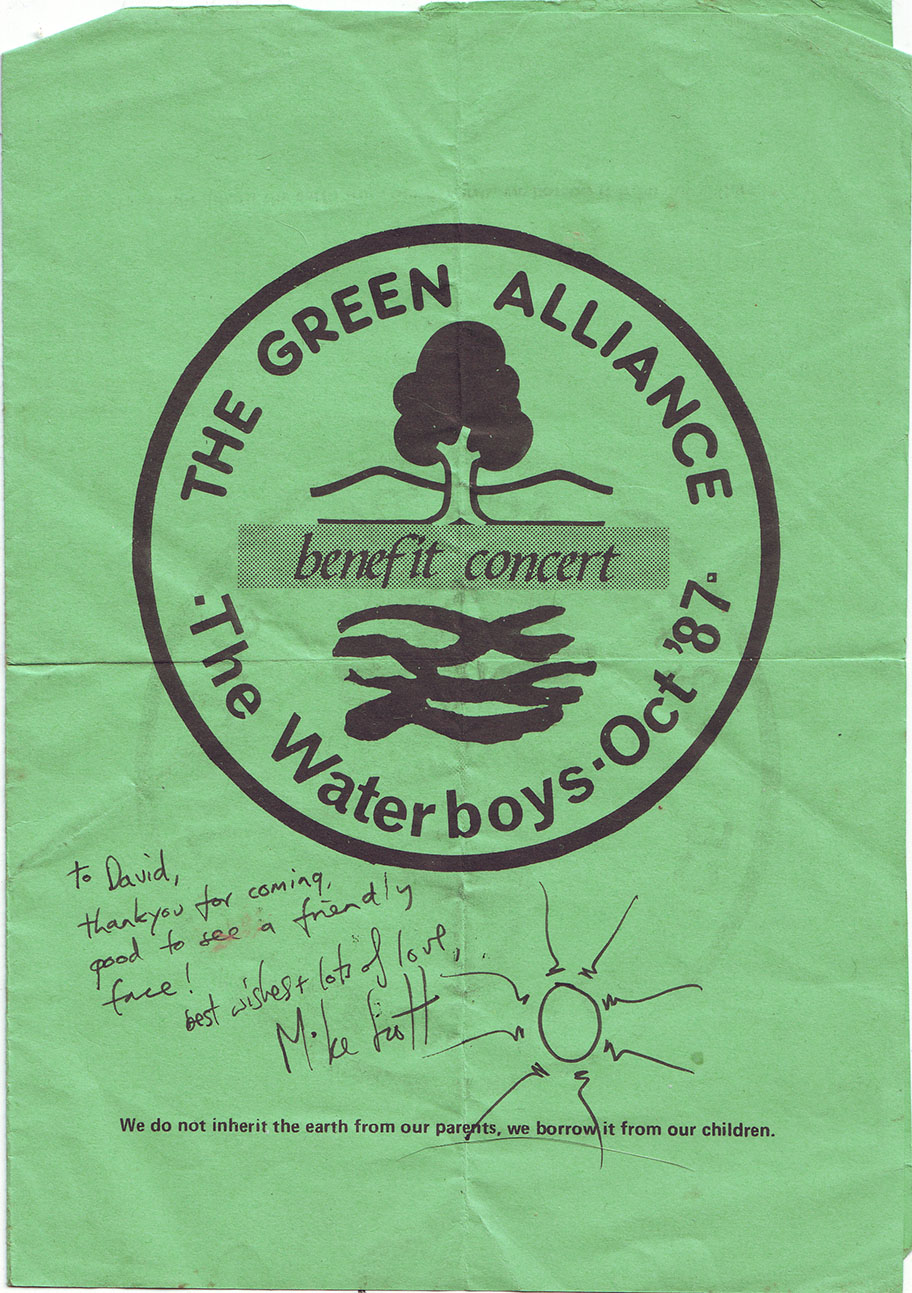 THE GREEN ALLIANCE
benefit concert
·The Waterboys·Oct '87·
to David,
thankyou for coming,
good to see a friendly
face!
best wishes + lots of love,
Mike Scott
We do not inherit the earth from our parents, we borrow it from our children.